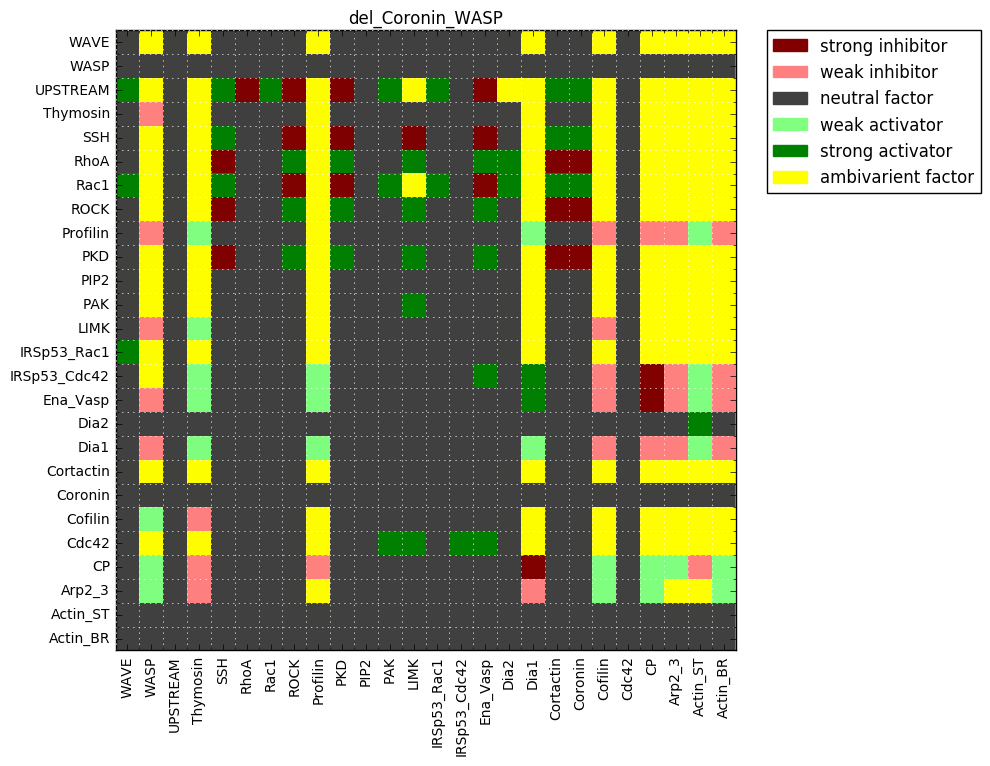 del_Coronin_WASP
WAVE
WASP
UPSTREAM
Thymosin
SSH
RhoA
Rac1
ROCK
Profilin
PKD
PIP2
PAK
LIMK
IRSp53_Rac1
IRSp53_Cdc42
Ena_Vasp
Dia2
Dia1
Cortactin
Coronin
Cofilin
Cdc42
CP
Arp2_3
Actin_ST
Actin_BR
WAVE
WASP
UPSTREAM
Thymosin
SSH
RhoA
Rac1
ROCK
Profilin
PKD
PIP2
PAK
LIMK
IRSp53_Rac1
IRSp53_Cdc42
Ena_Vasp
Dia2
Dia1
Cortactin
Coronin
Cofilin
Cdc42
CP
Arp2_3
Actin_ST
Actin_BR
strong inhibitor
weak inhibitor
neutral factor
weak activator
strong activator
ambivarient factor